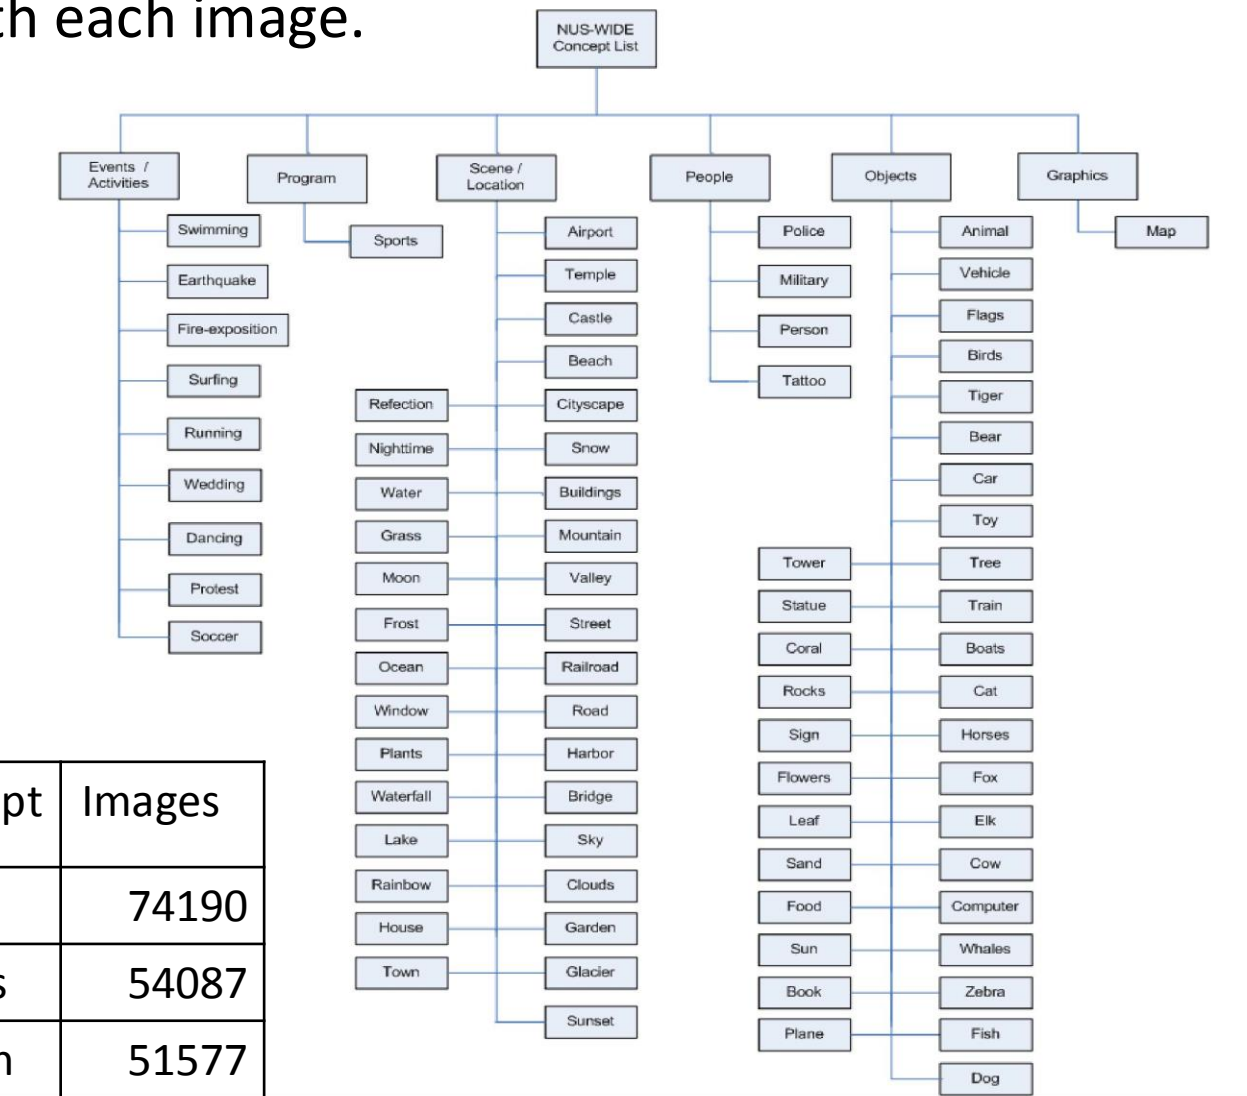 th each image.
NUS-WIDE
Concept List
Events /
Activities
Swimming
Earthquake
Fire-exposition
Surfing
Running
Wedding
Dancing
Protest
Soccer
Program
Sports
Scene /
Location
Airport
Temple
Castle
Beach
Refection
Cityscape
Nighttime
Snow
Water
Buildings
Grass
Mountain
Moon
Valley
Frost
Street
Ocean
Railroad
Window
Road
Plants
Harbor
Waterfall
Bridge
Lake
Sky
Rainbow
Clouds
House
Garden
Town
Glacier
Sunset
People
Police
Military
Person
Tattoo
Objects
Animal
Vehicle
Flags
Birds
Tiger
Bear
Car
Toy
Tower
Tree
Statue
Train
Coral
Boats
Rocks
Cat
Sign
Horses
Flowers
Fox
Leaf
Elk
Sand
Cow
Food
Computer
Sun
Whales
Book
Zebra
Plane
Fish
Dog
Graphics
Map
pt Images
74190
s 54087
n 51577